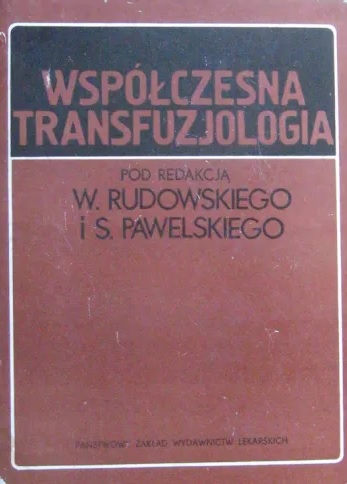 WSPÓŁCZESNA
TRANSFUZJOLOGIA
POD REDAKCJĄ
W. RUDOWSKIEGO
i S. PAWELSKIEGO
PAŃSTWOWY ZAKŁAD WYDAWNICTW LEKARSKICH